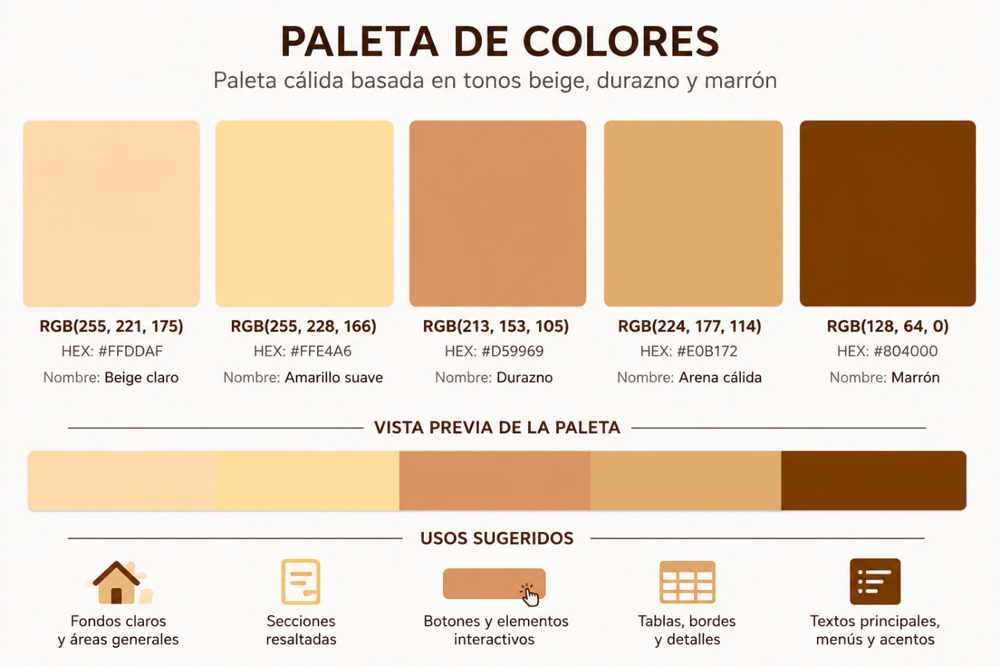 PALETA DE COLORES
Paleta cálida basada en tonos beige, durazno y marrón
RGB(255, 221, 175)
HEX: #FFDDAF
Nombre: Beige claro
RGB(255, 228, 166)
HEX: #FFE4A6
Nombre: Amarillo suave
RGB(213, 153, 105)
HEX: #D59969
Nombre: Durazno
RGB(224, 177, 114)
HEX: #E0B172
Nombre: Arena cálida
RGB(128, 64, 0)
HEX: #804000
Nombre: Marrón
VISTA PREVIA DE LA PALETA
USOS SUGERIDOS
Fondos claros
y áreas generales
Secciones
resaltadas
Botones y elementos
interactivos
Tablas, bordes
y detalles
Textos principales,
menús y acentos